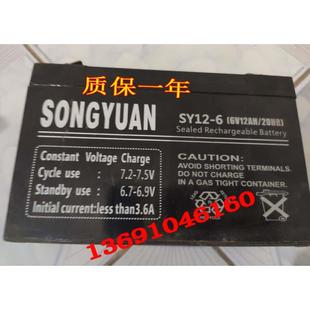 质保一年
SONGYUAN
SY12-6 (6V12AH/20HR)
Sealed Rechargeable Battery
Constant Voltage Charge
Cycle use : 7.2-7.5V
Standby use : 6.7-6.9V
Initial current:less than3.6A
CAUTION:
AVOID SHORTING TERMINALS.
DO NOT CHARGE
IN A GAS TIGHT CONTAINER.
13691046160